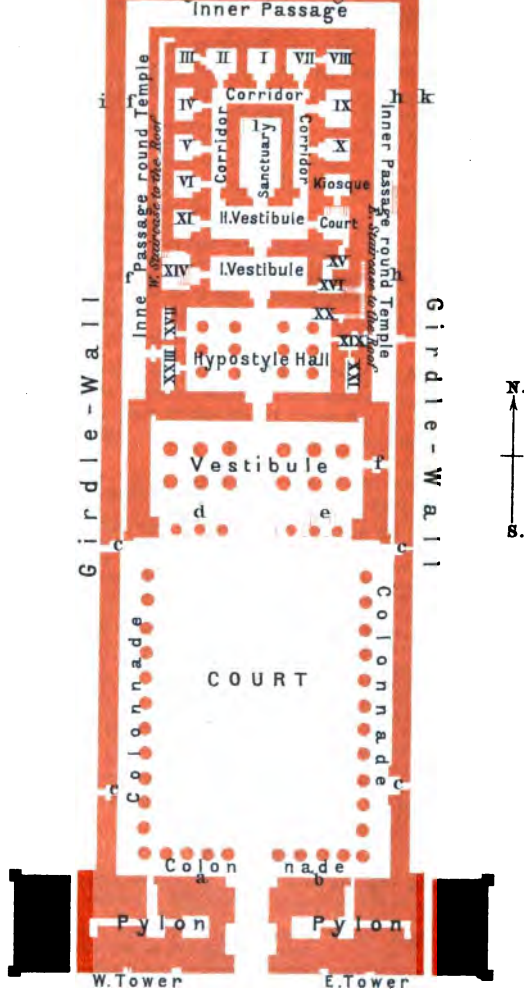 Inner Passage
III II I VII VIII
Corridor
i f IV IX h k
Inner Passage round Temple
W. Staircase to the Roof
Corridor
1
Sanctuary
Corridor
V X
VI Kiosque
XI II.Vestibule Court
Inne Passage round Temple
E. Staircase to the Roof
f XIV I.Vestibule XV h
XVI
XVII XX
XIX
Hypostyle Hall
XXIII XXI
Girdle-Wall
Girdle-Wall
N.
S.
Vestibule f
d e
c c
Colonnade
Colonnade
COURT
c c
Colon nade
a b
Pylon Pylon
W.Tower E.Tower